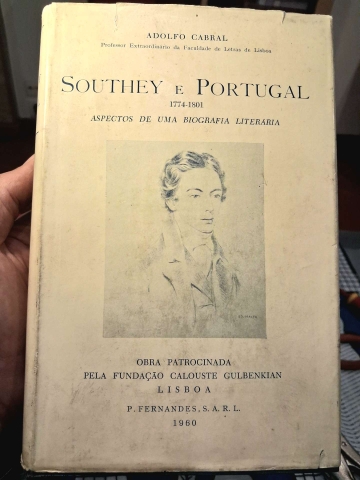 ADOLFO CABRAL
Professor Extraordinário da Faculdade de Letras de Lisboa
SOUTHEY E PORTUGAL
1774-1801
ASPECTOS DE UMA BIOGRAFIA LITERÁRIA
OBRA PATROCINADA
PELA FUNDAÇÃO CALOUSTE GULBENKIAN
LISBOA
P. FERNANDES, S. A. R. L.
1960